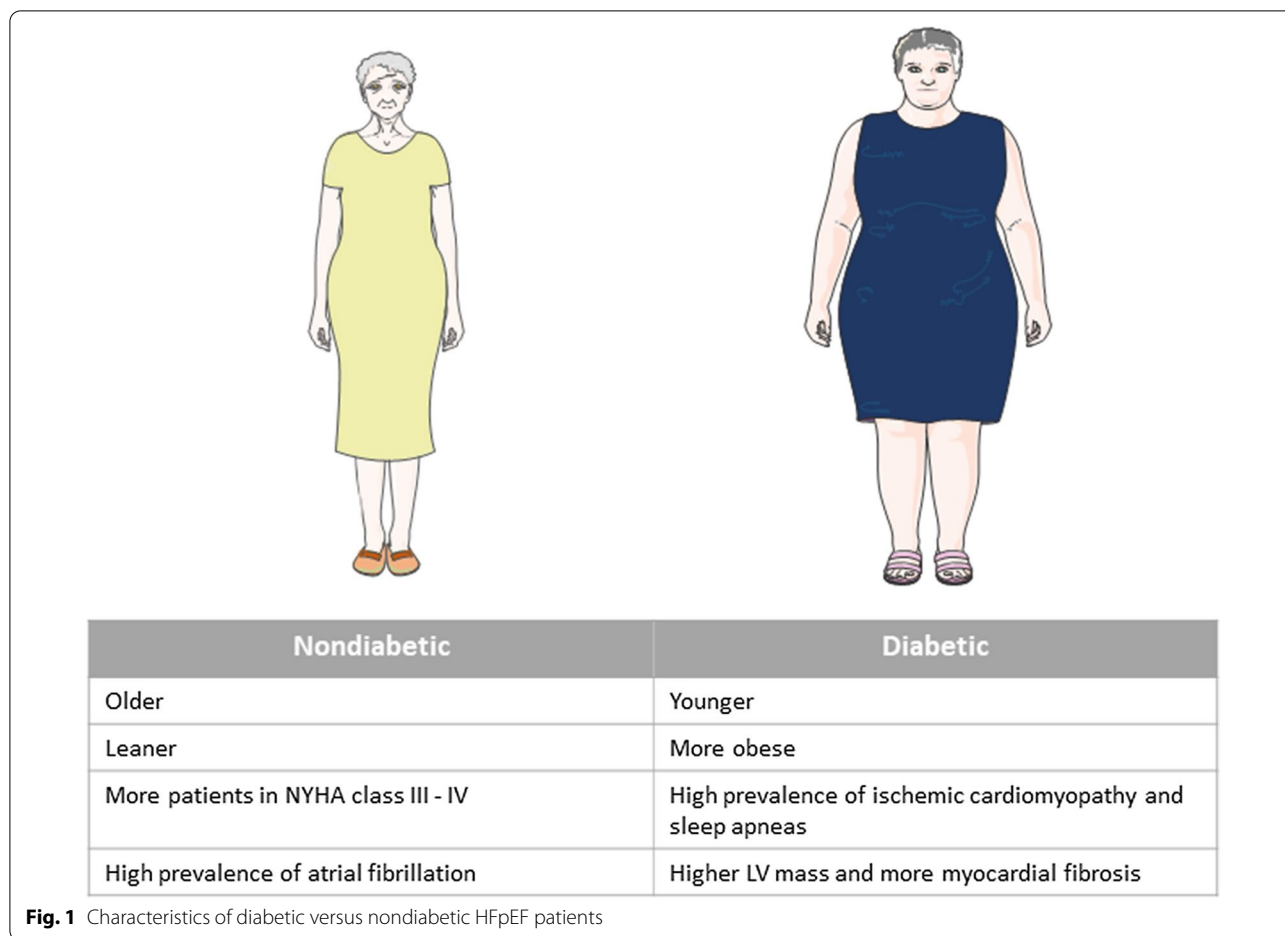 Nondiabetic Diabetic
Older Younger
Leaner More obese
More patients in NYHA class III - IV High prevalence of ischemic cardiomyopathy and
sleep apneas
High prevalence of atrial fibrillation Higher LV mass and more myocardial fibrosis
Fig. 1 Characteristics of diabetic versus nondiabetic HFpEF patients